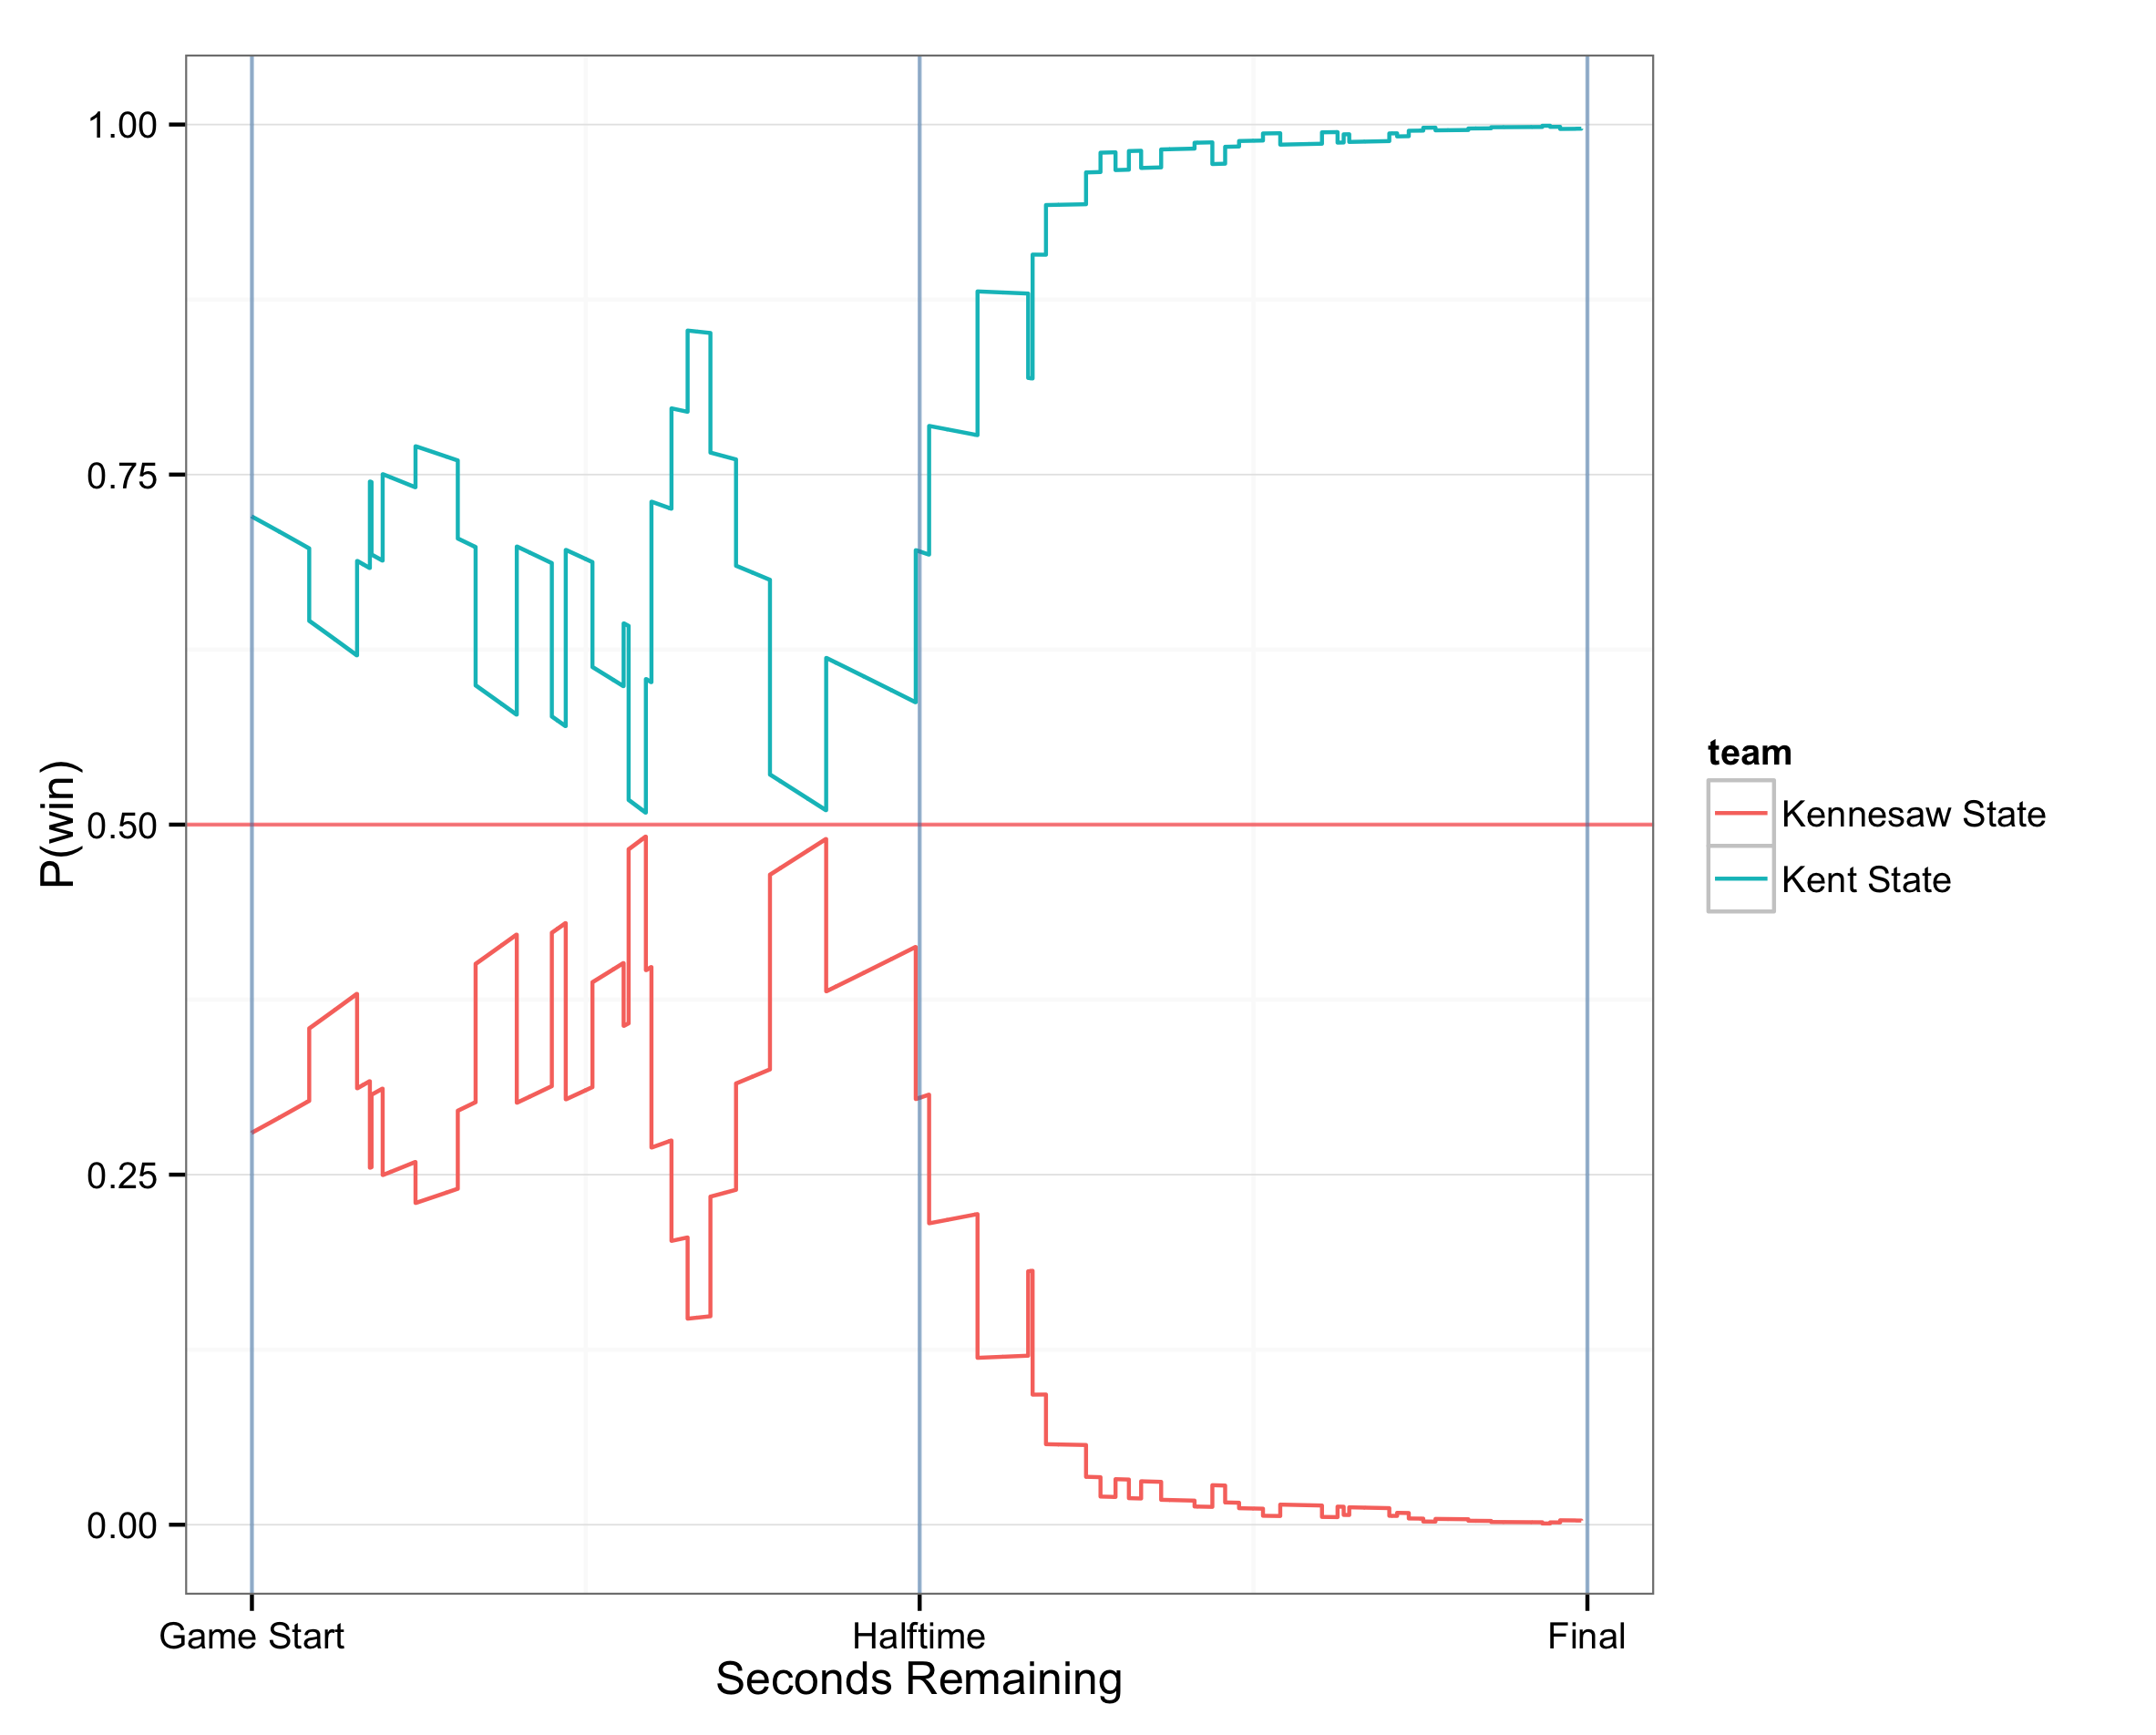 P(win)
1.00
0.75
0.50
0.25
0.00
Game Start
Halftime
Final
Seconds Remaining
team
Kennesaw State
Kent State